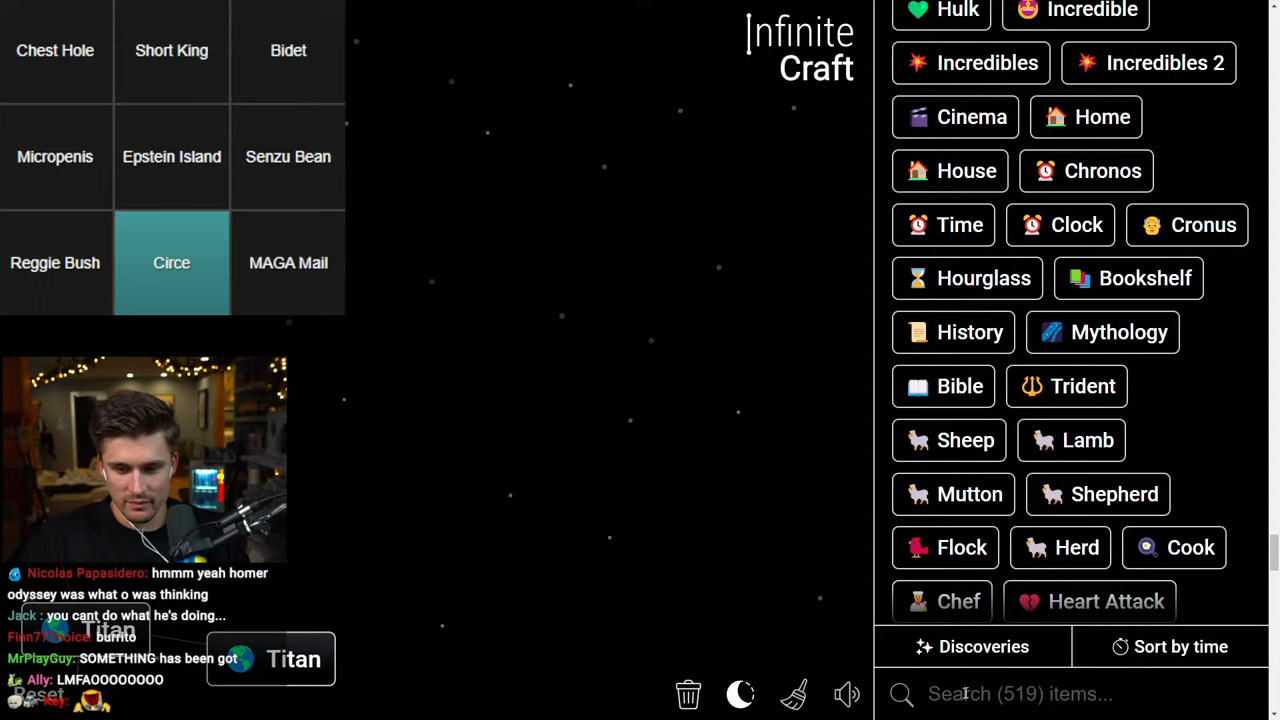 Chest Hole
Short King
Bidet
Micropenis
Epstein Island
Senzu Bean
Reggie Bush
Circe
MAGA Mail
Infinite
Craft
Hulk
Incredible
Incredibles
Incredibles 2
Cinema
Home
House
Chronos
Time
Clock
Cronus
Hourglass
Bookshelf
History
Mythology
Bible
Trident
Sheep
Lamb
Mutton
Shepherd
Flock
Herd
Cook
Chef
Heart Attack
Discoveries
Sort by time
Search (519) items...
Nicolas Papasidero: hmmm yeah homer
odyssey was what o was thinking
Jack : you cant do what he's doing...
burrito
MrPlayGuy: SOMETHING has been got
Ally: LMFAOOOOOOOO
Key:
Titan
Titan
Reset